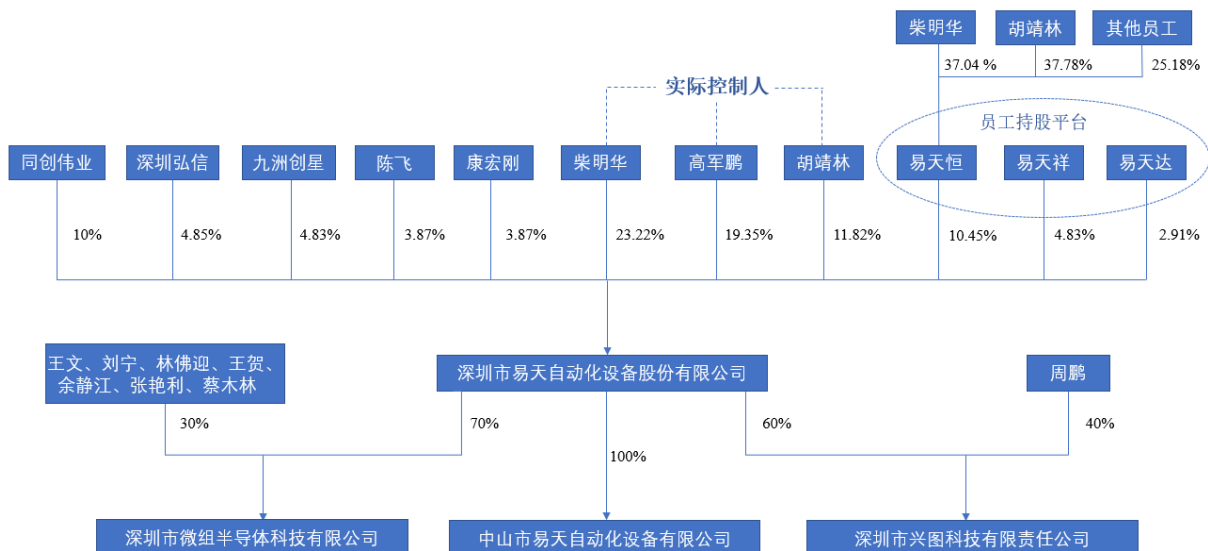 柴明华
胡靖林
其他员工
37.04 %
37.78%
25.18%
实际控制人
员工持股平台
同创伟业
深圳弘信
九洲创星
陈飞
康宏刚
柴明华
高军鹏
胡靖林
易天恒
易天祥
易天达
10%
4.85%
4.83%
3.87%
3.87%
23.22%
19.35%
11.82%
10.45%
4.83%
2.91%
王文、刘宁、林佛迎、王贺、
余静江、张艳利、蔡木林
深圳市易天自动化设备股份有限公司
周鹏
30%
70%
100%
60%
40%
深圳市微组半导体科技有限公司
中山市易天自动化设备有限公司
深圳市兴图科技有限责任公司